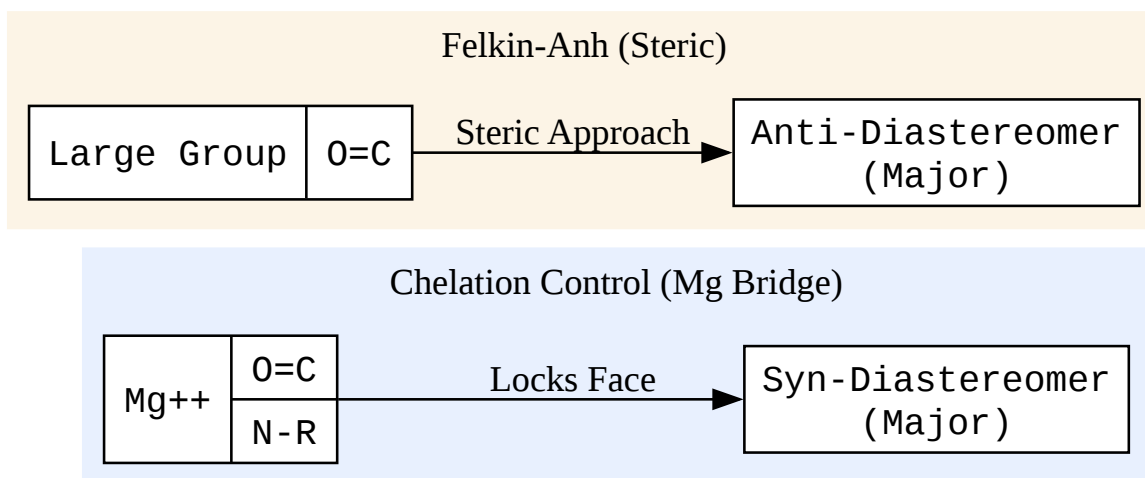 Felkin-Anh (Steric)
Large Group
O=C
Steric Approach
Anti-Diastereomer
(Major)
Chelation Control (Mg Bridge)
Mg++
O=C
N-R
Locks Face
Syn-Diastereomer
(Major)